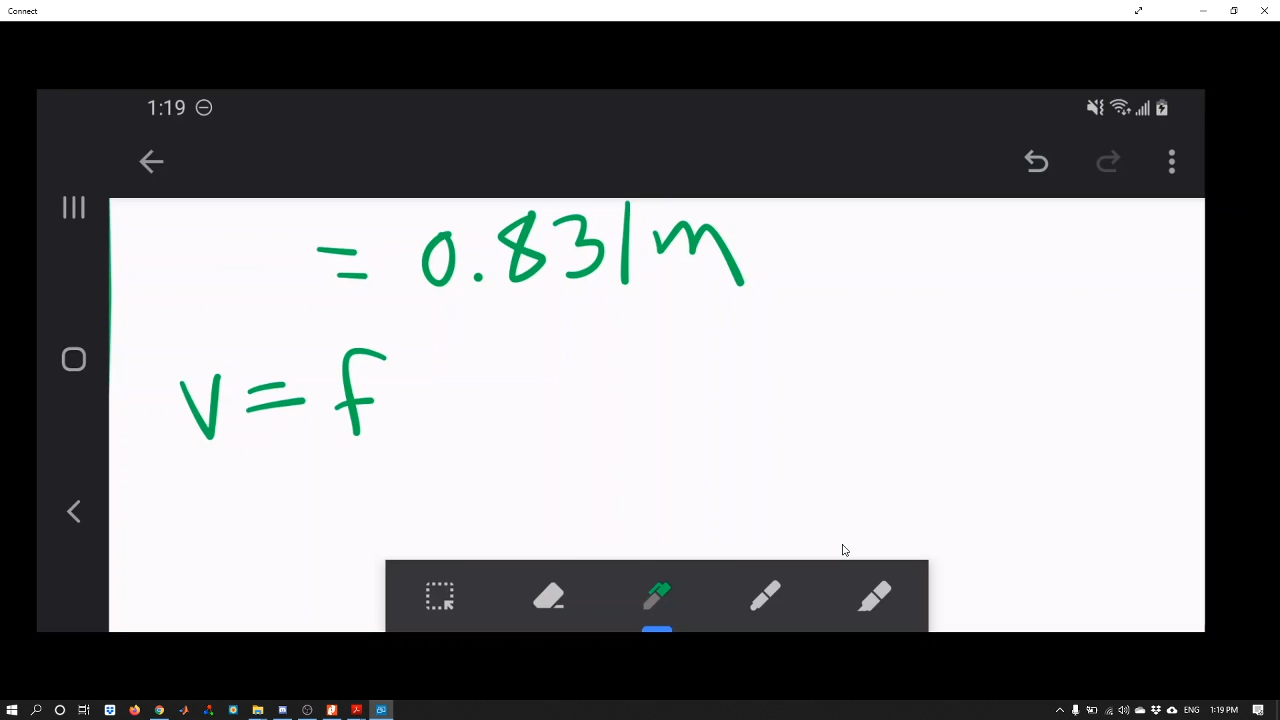 Connect
1:19
= 0.831m
v = f
ENG 1:19 PM